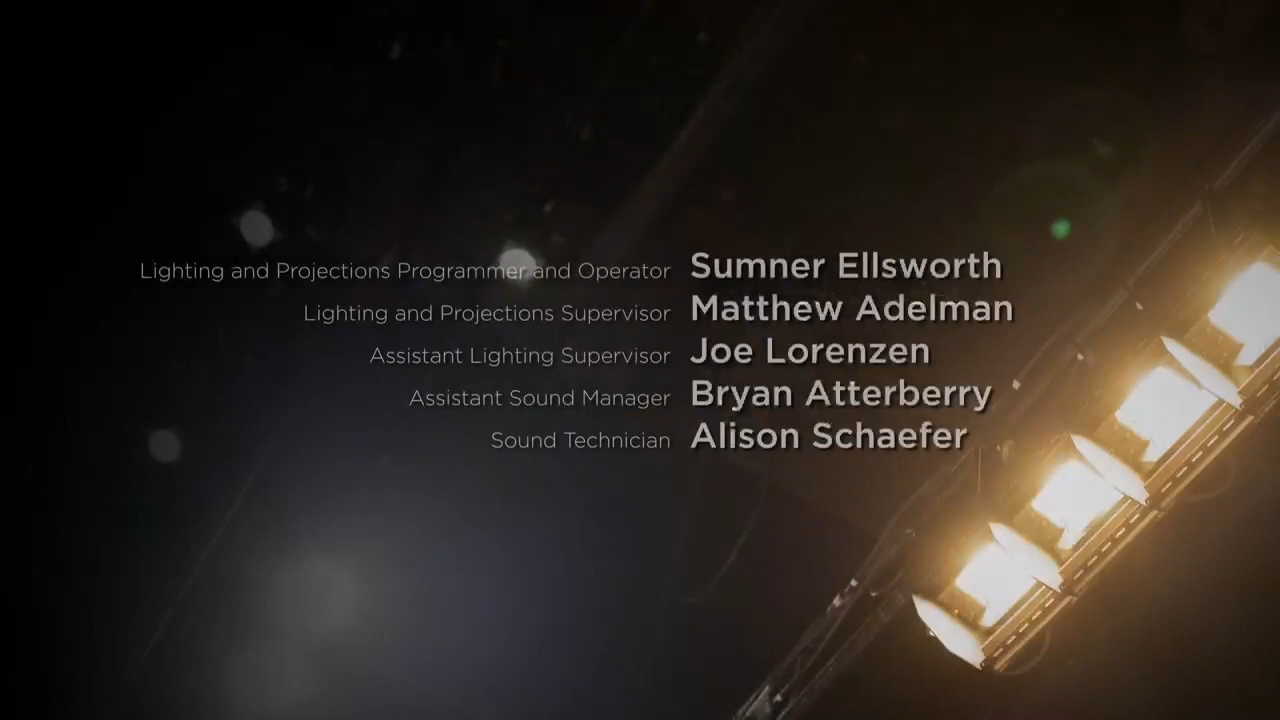 Lighting and Projections Programmer and Operator Sumner Ellsworth
Lighting and Projections Supervisor Matthew Adelman
Assistant Lighting Supervisor Joe Lorenzen
Assistant Sound Manager Bryan Atterberry
Sound Technician Alison Schaefer